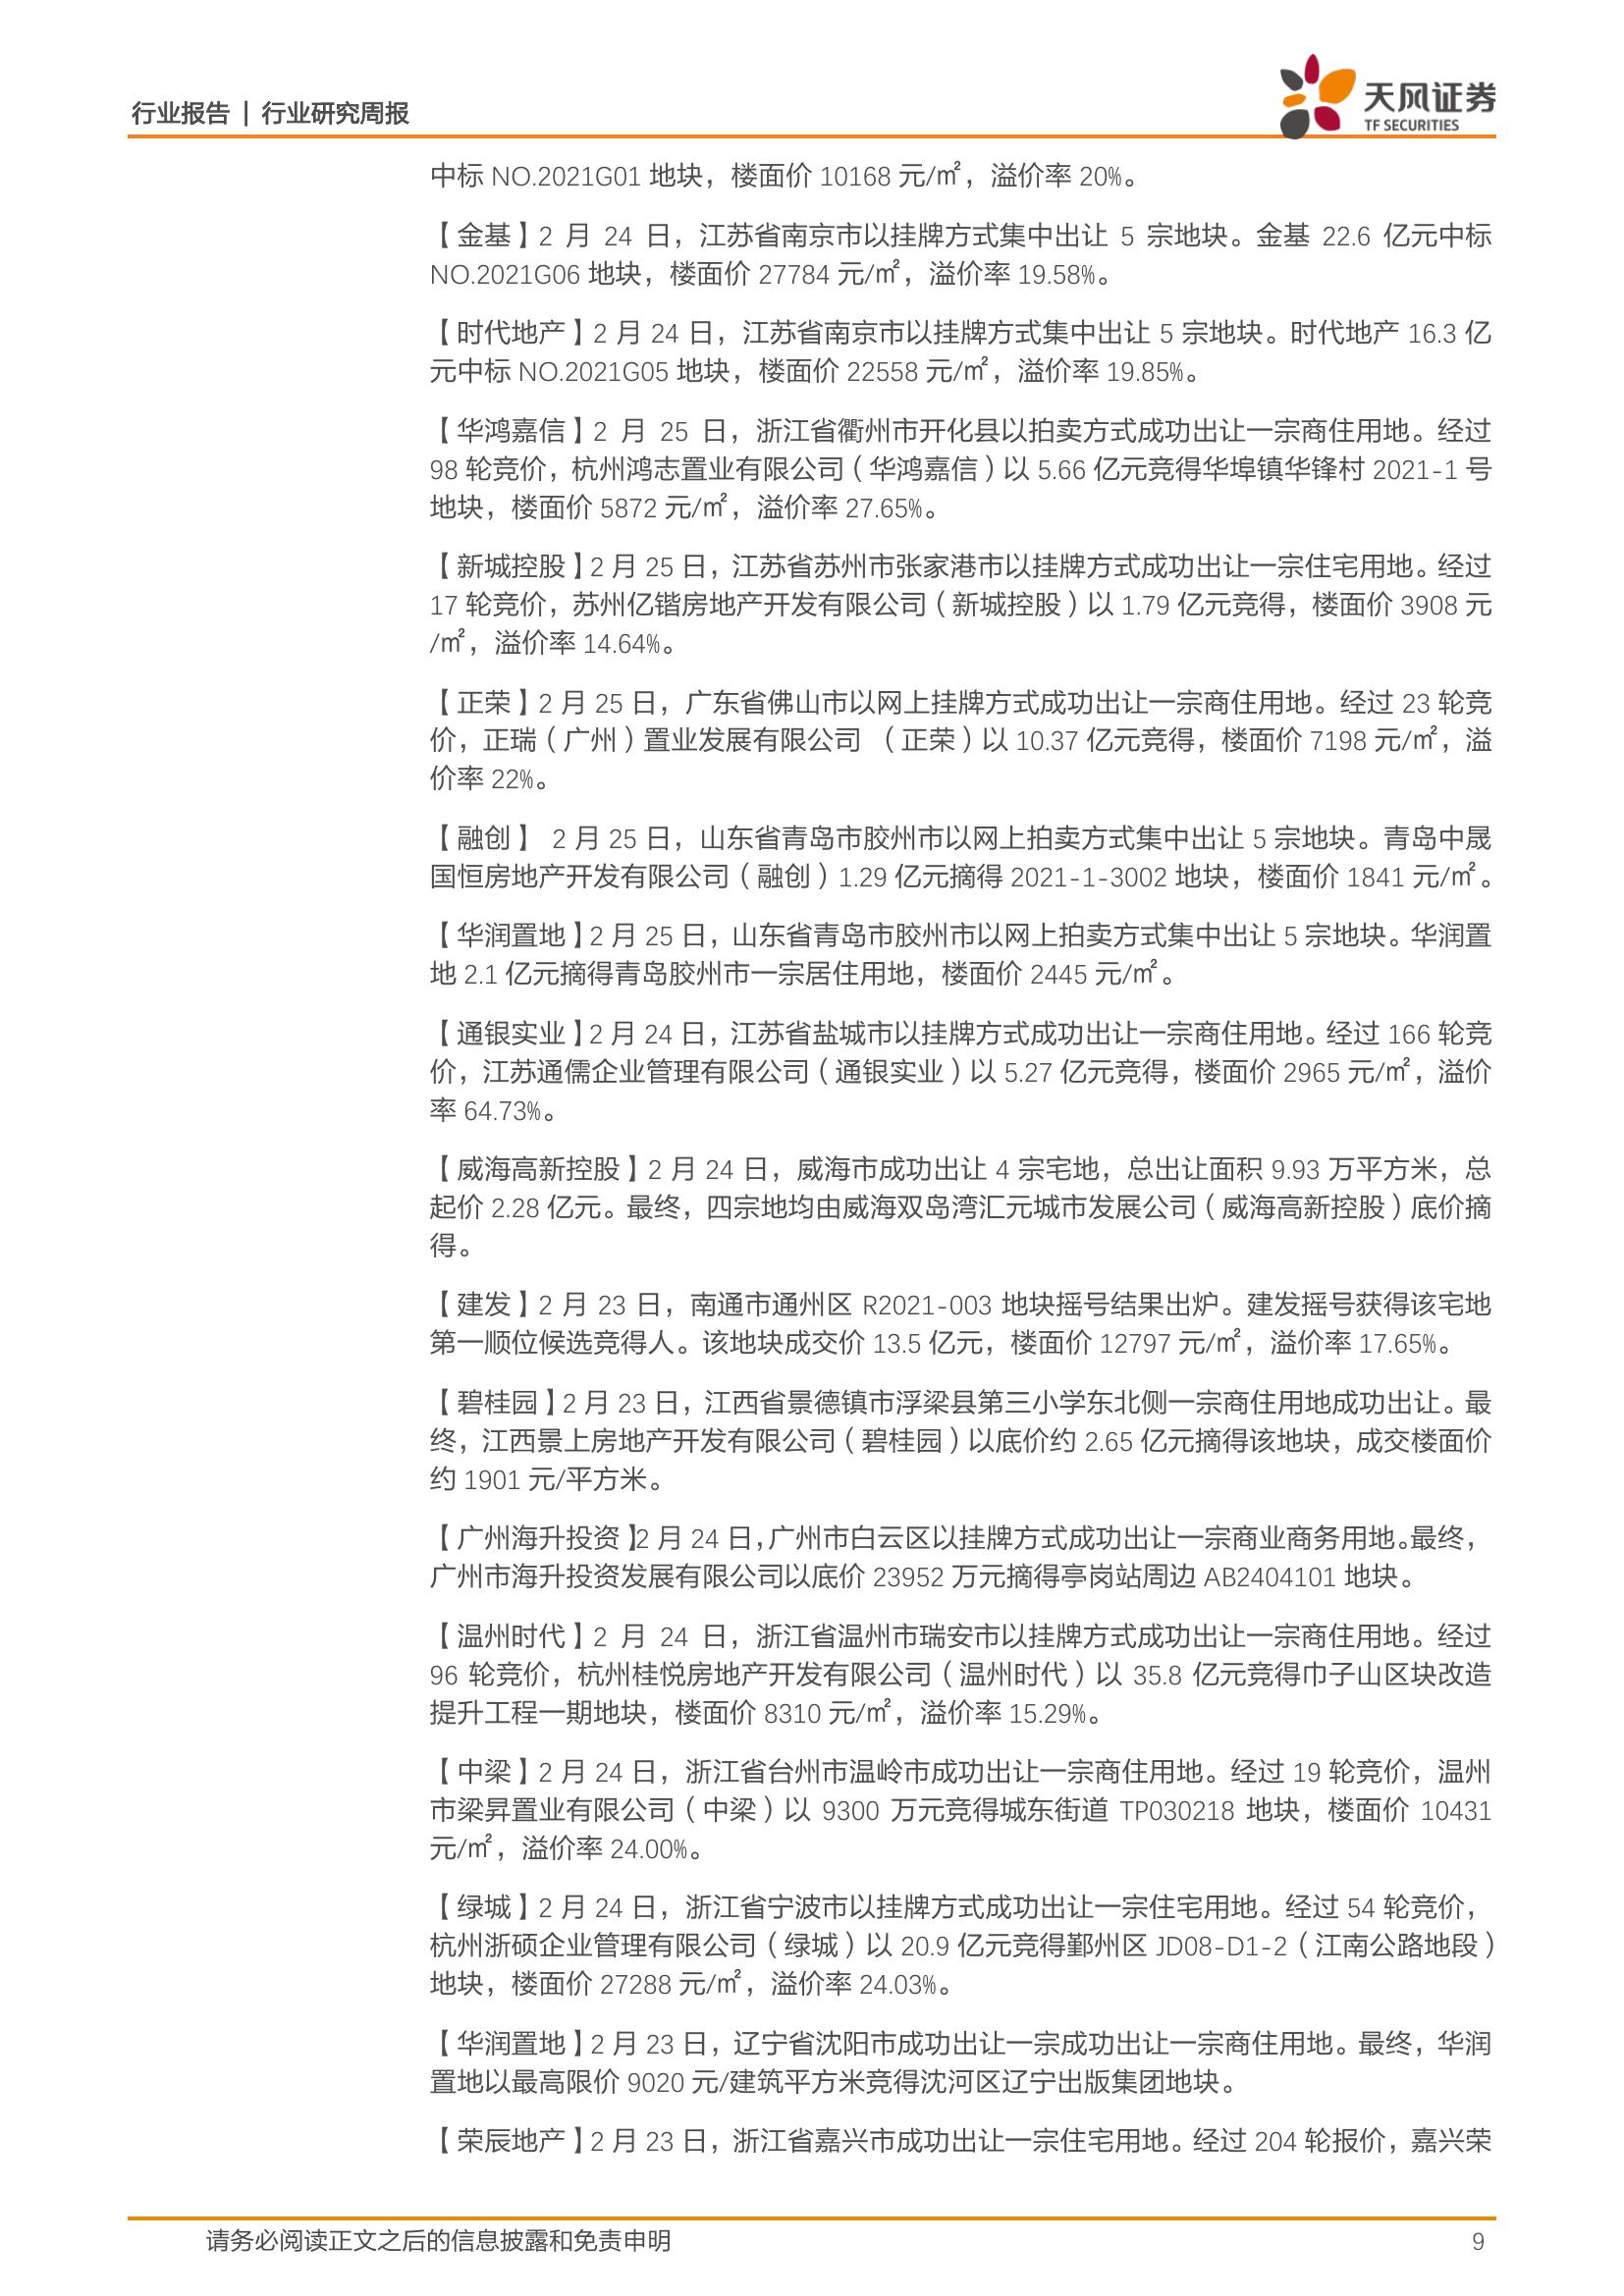 行业报告 | 行业研究周报
天风证券
TF SECURITIES
中标 NO.2021G01 地块，楼面价 10168 元/㎡，溢价率 20%。
【金基】2 月 24 日，江苏省南京市以挂牌方式集中出让 5 宗地块。金基 22.6 亿元中标
NO.2021G06 地块，楼面价 27784 元/㎡，溢价率 19.58%。
【时代地产】2 月 24 日，江苏省南京市以挂牌方式集中出让 5 宗地块。时代地产 16.3 亿
元中标 NO.2021G05 地块，楼面价 22558 元/㎡，溢价率 19.85%。
【华鸿嘉信】2 月 25 日，浙江省衢州市开化县以拍卖方式成功出让一宗商住用地。经过
98 轮竞价，杭州鸿志置业有限公司（华鸿嘉信）以 5.66 亿元竞得华埠镇华锋村 2021-1 号
地块，楼面价 5872 元/㎡，溢价率 27.65%。
【新城控股】2 月 25 日，江苏省苏州市张家港市以挂牌方式成功出让一宗住宅用地。经过
17 轮竞价，苏州亿锴房地产开发有限公司（新城控股）以 1.79 亿元竞得，楼面价 3908 元
/㎡，溢价率 14.64%。
【正荣】2 月 25 日，广东省佛山市以网上挂牌方式成功出让一宗商住用地。经过 23 轮竞
价，正瑞（广州）置业发展有限公司 （正荣）以 10.37 亿元竞得，楼面价 7198 元/㎡，溢
价率 22%。
【融创】 2 月 25 日，山东省青岛市胶州市以网上拍卖方式集中出让 5 宗地块。青岛中晟
国恒房地产开发有限公司（融创）1.29 亿元摘得 2021-1-3002 地块，楼面价 1841 元/㎡。
【华润置地】2 月 25 日，山东省青岛市胶州市以网上拍卖方式集中出让 5 宗地块。华润置
地 2.1 亿元摘得青岛胶州市一宗居住用地，楼面价 2445 元/㎡。
【通银实业】2 月 24 日，江苏省盐城市以挂牌方式成功出让一宗商住用地。经过 166 轮竞
价，江苏通儒企业管理有限公司（通银实业）以 5.27 亿元竞得，楼面价 2965 元/㎡，溢价
率 64.73%。
【威海高新控股】2 月 24 日，威海市成功出让 4 宗宅地，总出让面积 9.93 万平方米，总
起价 2.28 亿元。最终，四宗地均由威海双岛湾汇元城市发展公司（威海高新控股）底价摘
得。
【建发】2 月 23 日，南通市通州区 R2021-003 地块摇号结果出炉。建发摇号获得该宅地
第一顺位候选竞得人。该地块成交价 13.5 亿元，楼面价 12797 元/㎡，溢价率 17.65%。
【碧桂园】2 月 23 日，江西省景德镇市浮梁县第三小学东北侧一宗商住用地成功出让。最
终，江西景上房地产开发有限公司（碧桂园）以底价约 2.65 亿元摘得该地块，成交楼面价
约 1901 元/平方米。
【广州海升投资】2 月 24 日，广州市白云区以挂牌方式成功出让一宗商业商务用地。最终，
广州市海升投资发展有限公司以底价 23952 万元摘得亭岗站周边 AB2404101 地块。
【温州时代】2 月 24 日，浙江省温州市瑞安市以挂牌方式成功出让一宗商住用地。经过
96 轮竞价，杭州桂悦房地产开发有限公司（温州时代）以 35.8 亿元竞得巾子山区块改造
提升工程一期地块，楼面价 8310 元/㎡，溢价率 15.29%。
【中梁】2 月 24 日，浙江省台州市温岭市成功出让一宗商住用地。经过 19 轮竞价，温州
市梁昇置业有限公司（中梁）以 9300 万元竞得城东街道 TP030218 地块，楼面价 10431
元/㎡，溢价率 24.00%。
【绿城】2 月 24 日，浙江省宁波市以挂牌方式成功出让一宗住宅用地。经过 54 轮竞价，
杭州浙硕企业管理有限公司（绿城）以 20.9 亿元竞得鄞州区 JD08-D1-2（江南公路地段）
地块，楼面价 27288 元/㎡，溢价率 24.03%。
【华润置地】2 月 23 日，辽宁省沈阳市成功出让一宗成功出让一宗商住用地。最终，华润
置地以最高限价 9020 元/建筑平方米竞得沈河区辽宁出版集团地块。
【荣辰地产】2 月 23 日，浙江省嘉兴市成功出让一宗住宅用地。经过 204 轮报价，嘉兴荣
请务必阅读正文之后的信息披露和免责申明
9